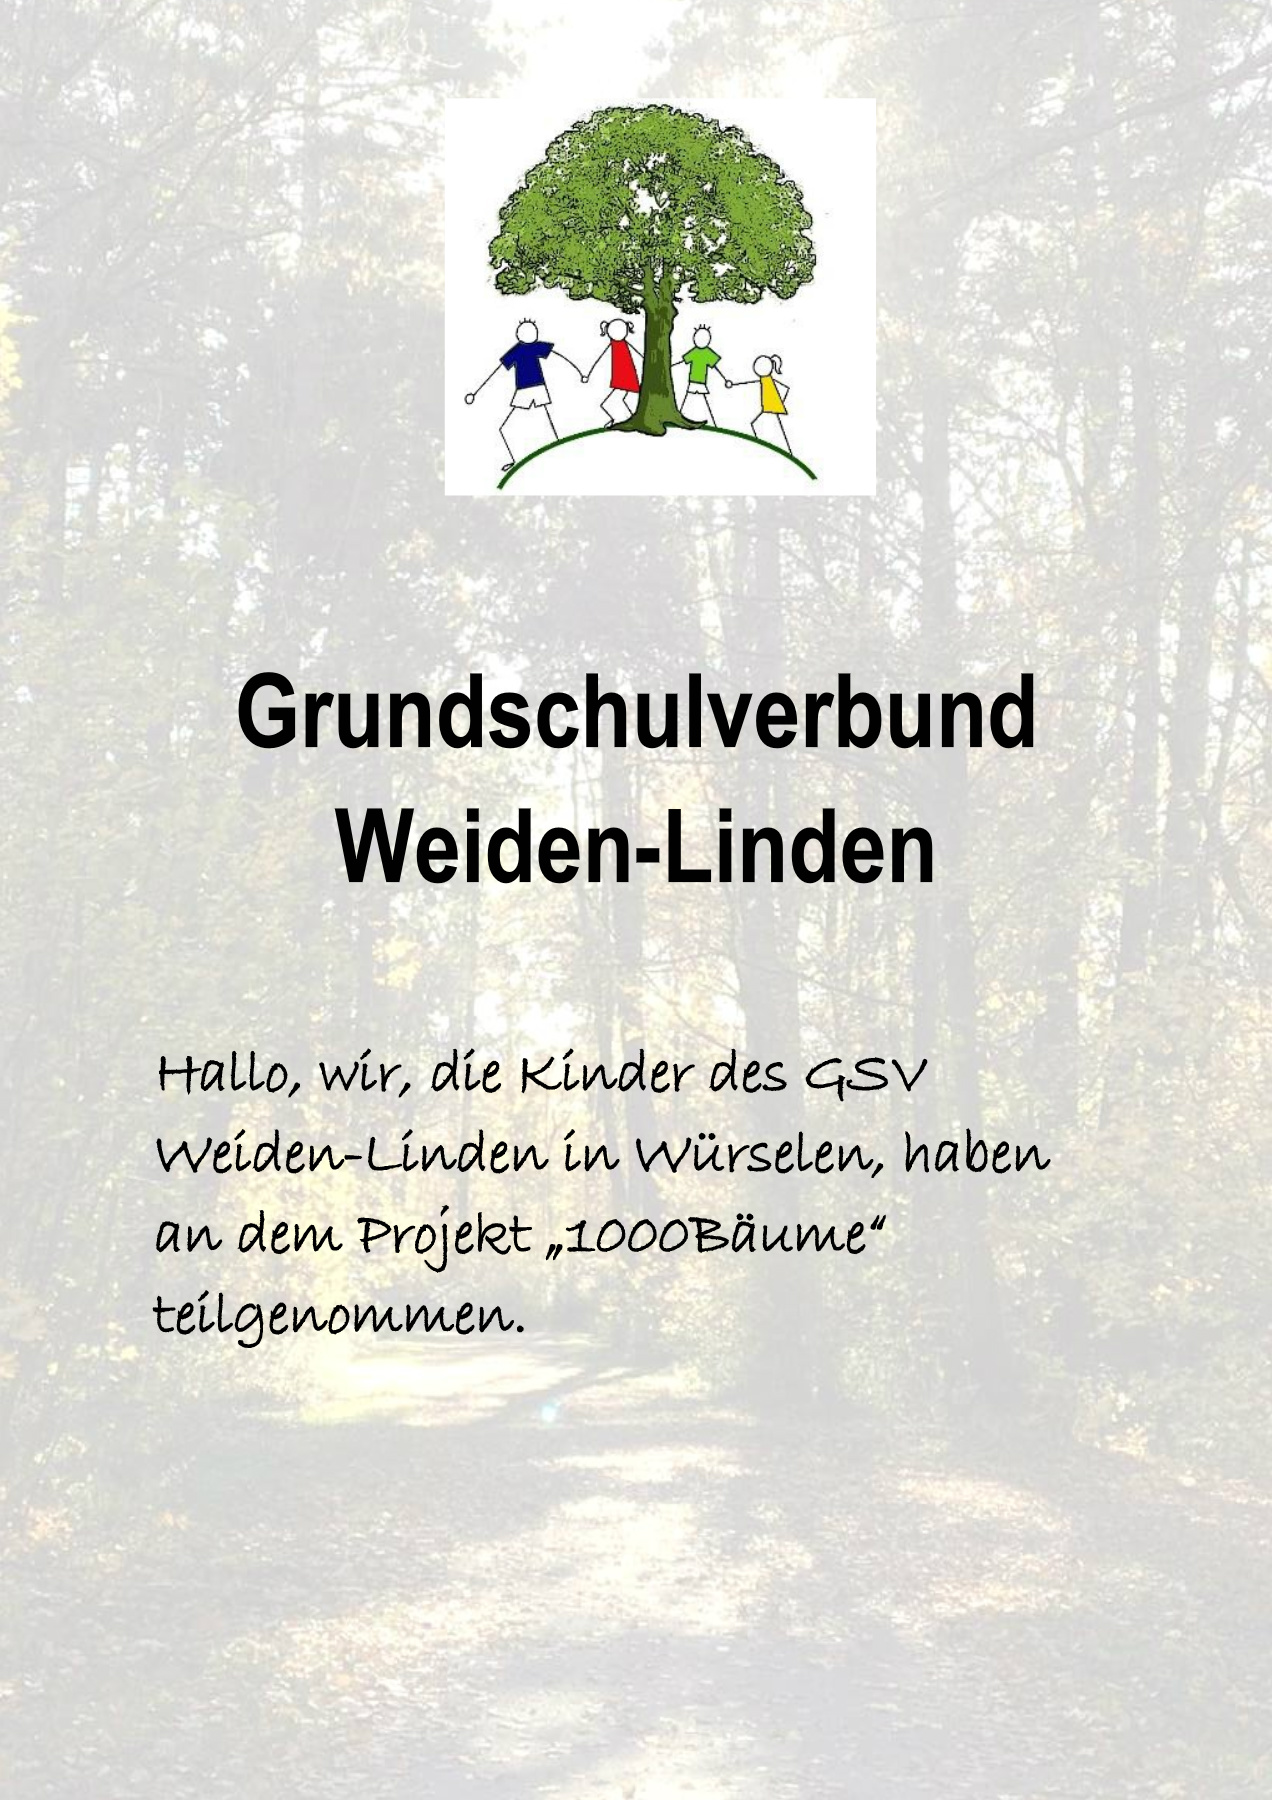 Grundschulverbund
Weiden-Linden
Hallo, wir, die Kinder des GSV
Weiden-Linden in Würselen, haben
an dem Projekt „1000Bäume“
teilgenommen.